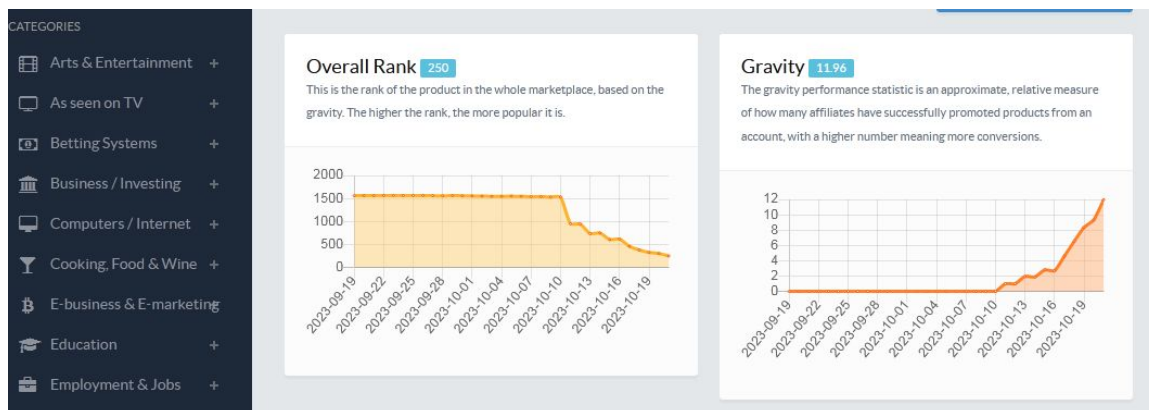 CATEGORIES
Arts & Entertainment +
As seen on TV +
Betting Systems +
Business / Investing +
Computers / Internet +
Cooking, Food & Wine +
E-business & E-marketing +
Education +
Employment & Jobs +
Overall Rank 250
This is the rank of the product in the whole marketplace, based on the
gravity. The higher the rank, the more popular it is.
2000
1500
1000
500
0
2023-09-19
2023-09-22
2023-09-25
2023-09-28
2023-10-01
2023-10-04
2023-10-07
2023-10-10
2023-10-13
2023-10-16
2023-10-19
Gravity 11.96
The gravity performance statistic is an approximate, relative measure
of how many affiliates have successfully promoted products from an
account, with a higher number meaning more conversions.
12
10
8
6
4
2
0
2023-09-19
2023-09-22
2023-09-25
2023-09-28
2023-10-01
2023-10-04
2023-10-07
2023-10-10
2023-10-13
2023-10-16
2023-10-19